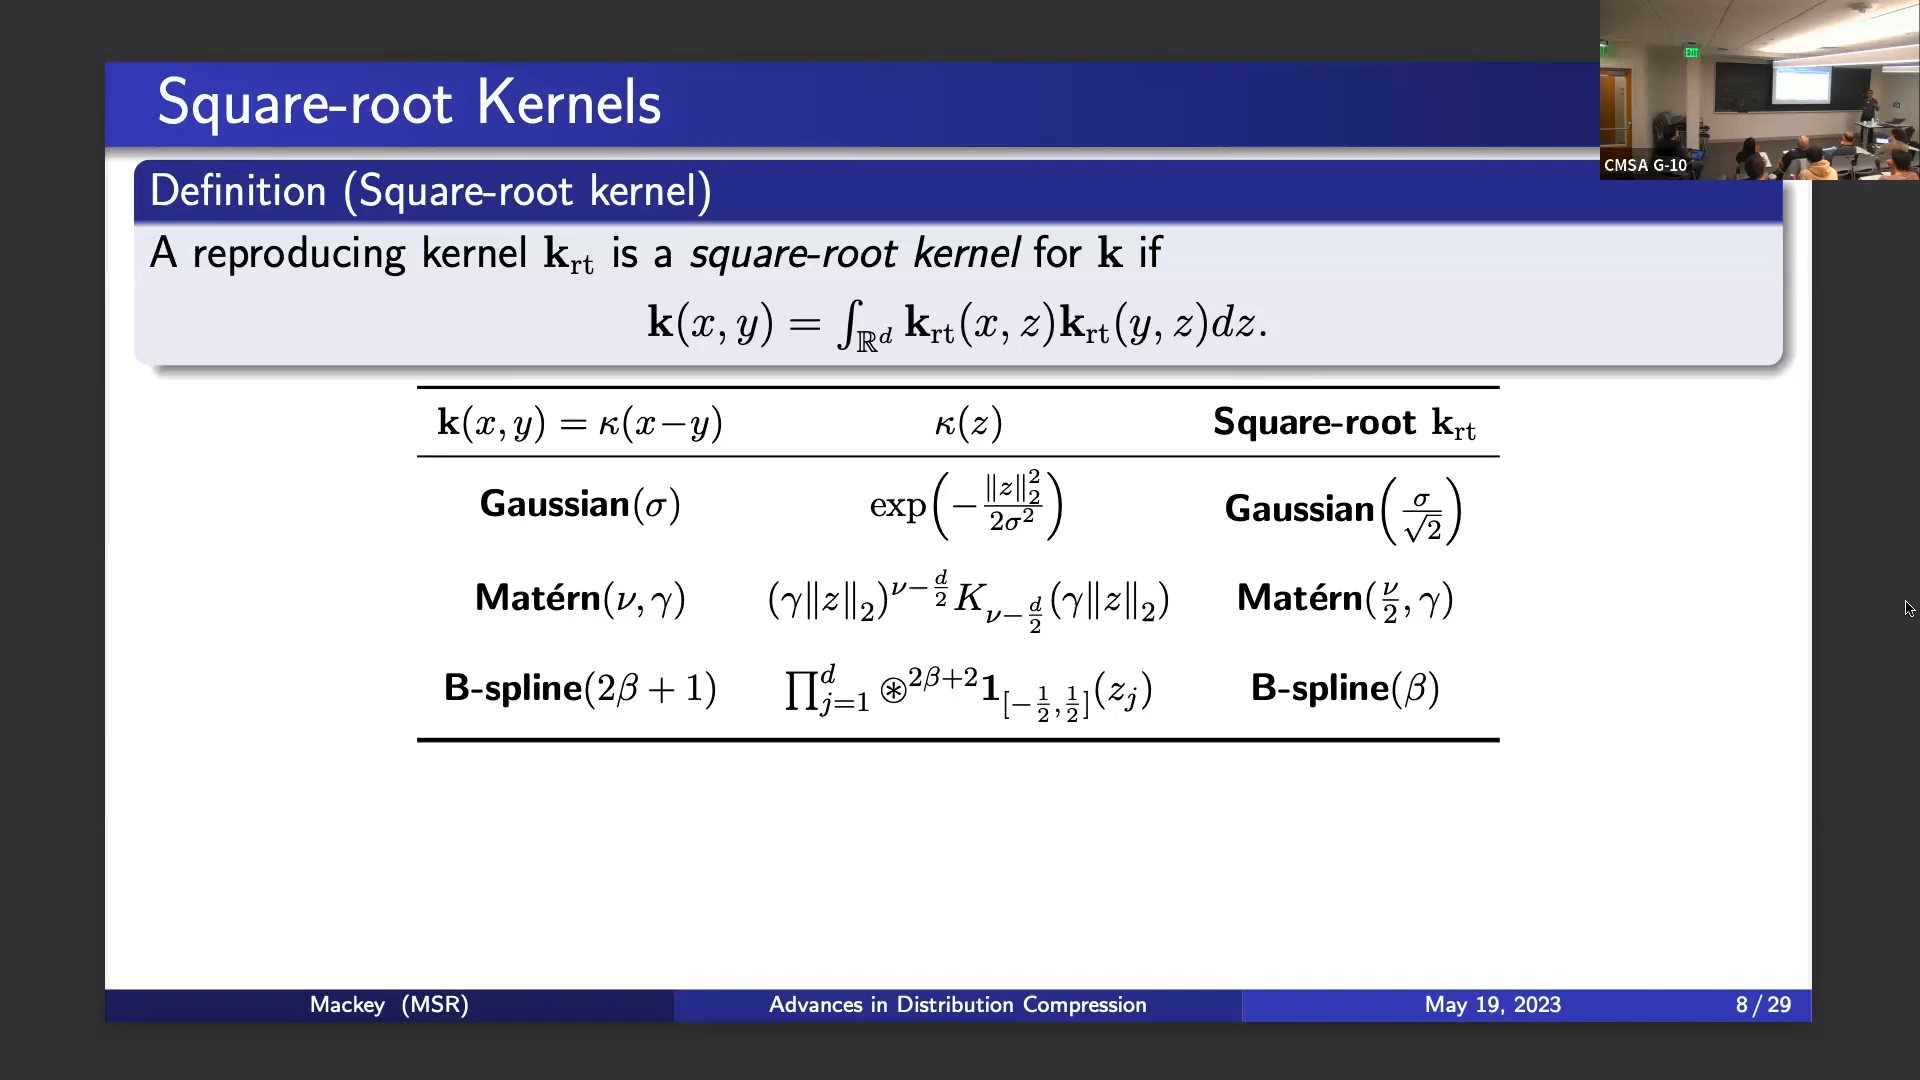 Square-root Kernels
EXIT
CMSA G-10
Definition (Square-root kernel)
A reproducing kernel k_rt is a square-root kernel for k if
k(x, y) = ∫_{ℝ^d} k_rt(x, z)k_rt(y, z)dz.
k(x, y) = κ(x−y) κ(z) Square-root k_rt
Gaussian(σ) exp(−‖z‖₂²/2σ²) Gaussian(σ/√2)
Matérn(ν, γ) (γ‖z‖₂)^{ν−d/2} K_{ν−d/2}(γ‖z‖₂) Matérn(ν/2, γ)
B-spline(2β + 1) ∏_{j=1}^{d} ⊛^{2β+2} 1_{[−1/2, 1/2]}(z_j) B-spline(β)
Mackey (MSR) Advances in Distribution Compression May 19, 2023 8 / 29